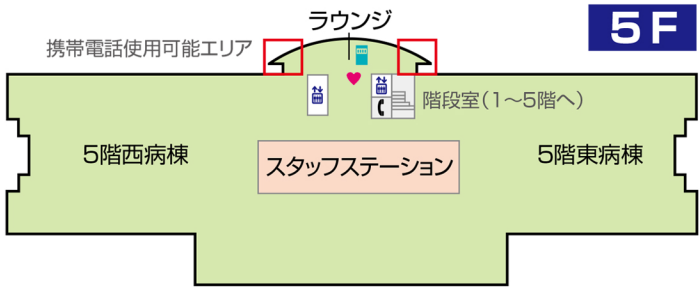 ラウンジ
5F
携帯電話使用可能エリア
階段室(1〜5階へ)
5階西病棟
スタッフステーション
5階東病棟